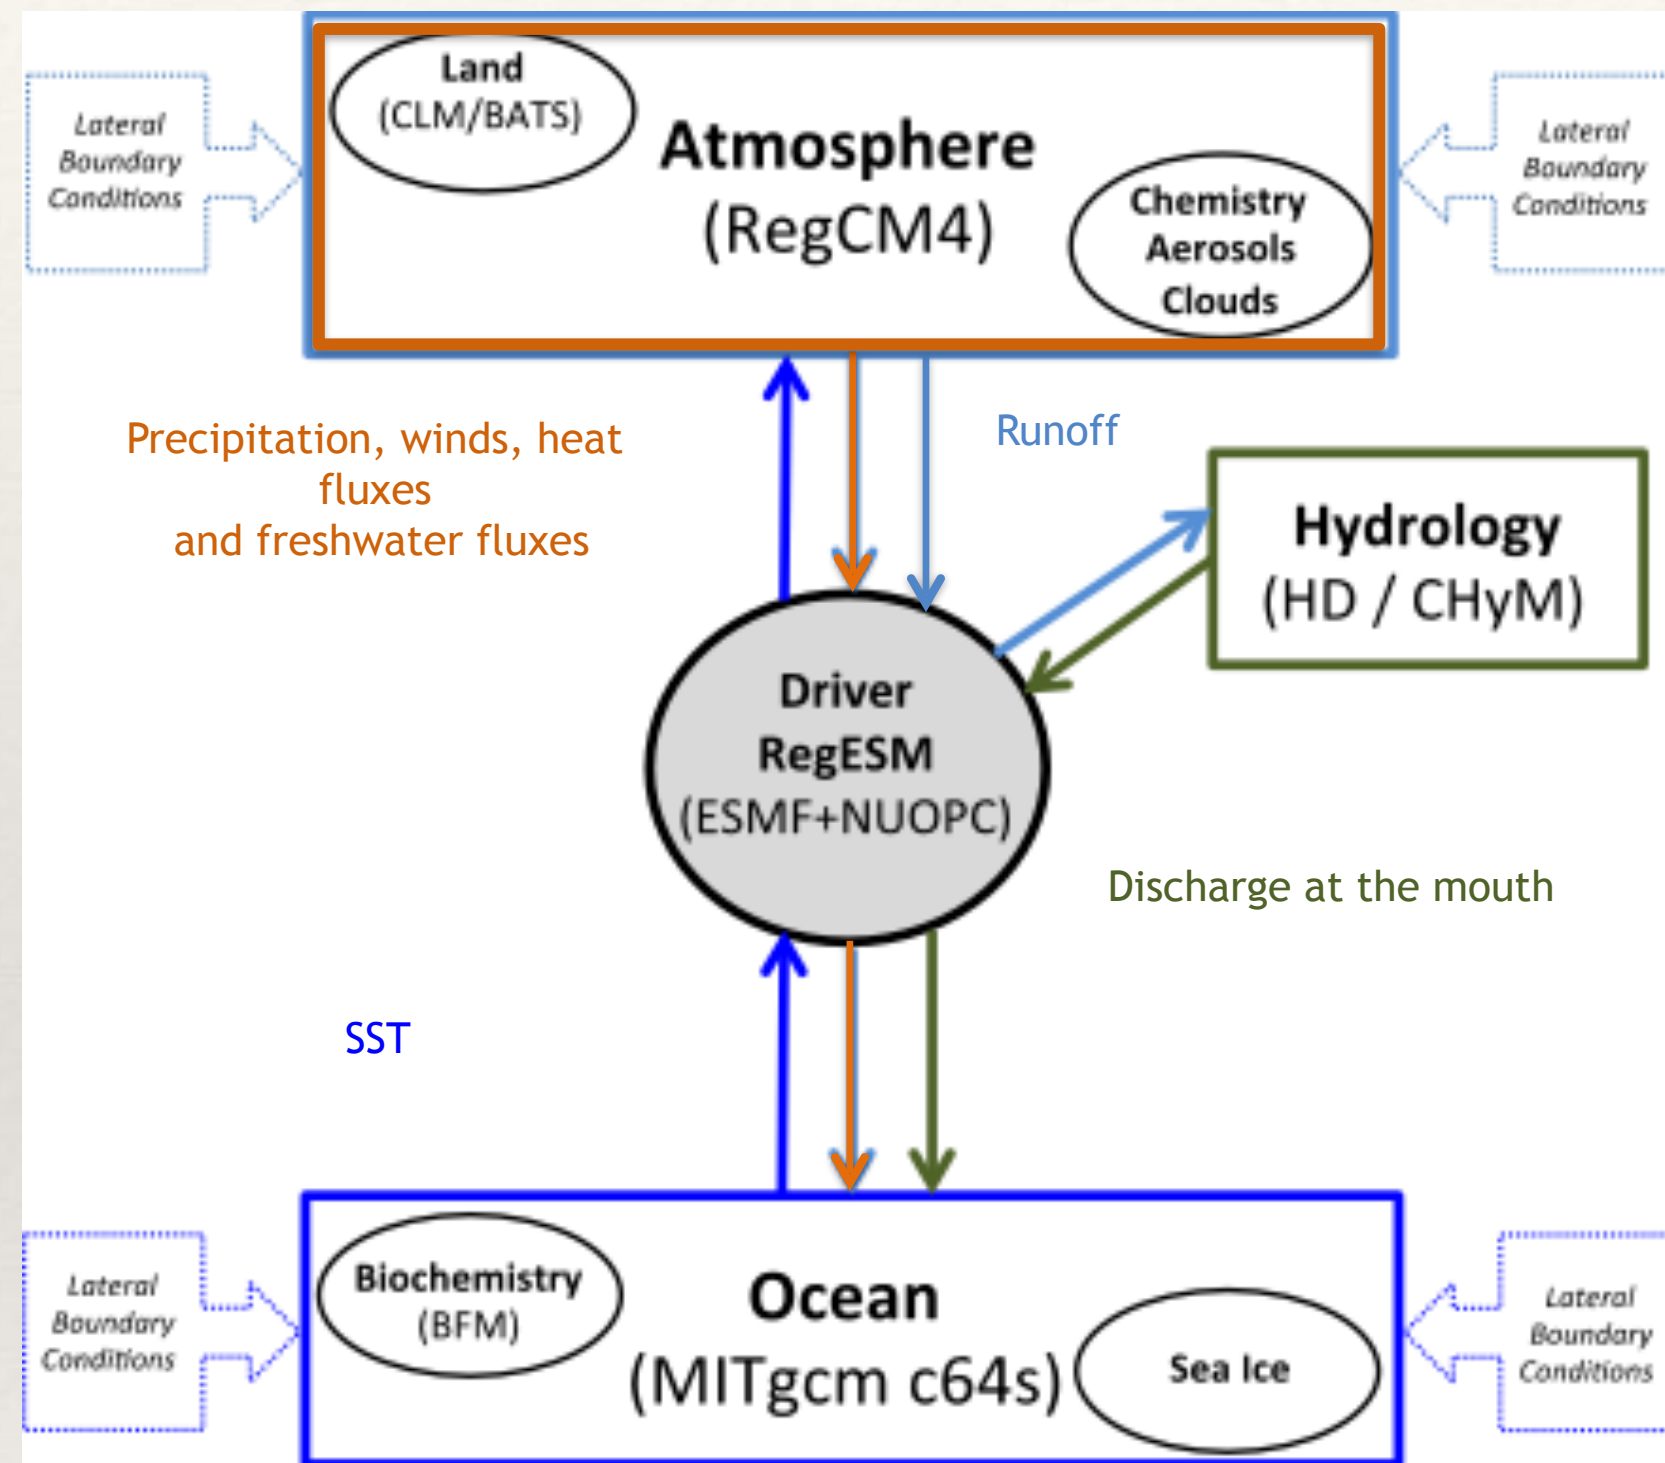 Land
(CLM/BATS)
Atmosphere
(RegCM4)
Chemistry
Aerosols
Clouds
Lateral
Boundary
Conditions
Lateral
Boundary
Conditions
Precipitation, winds, heat
fluxes
and freshwater fluxes
Runoff
Hydrology
(HD / CHyM)
Driver
RegESM
(ESMF+NUOPC)
Discharge at the mouth
SST
Lateral
Boundary
Conditions
Biochemistry
(BFM)
Ocean
(MITgcm c64s)
Sea Ice
Lateral
Boundary
Conditions